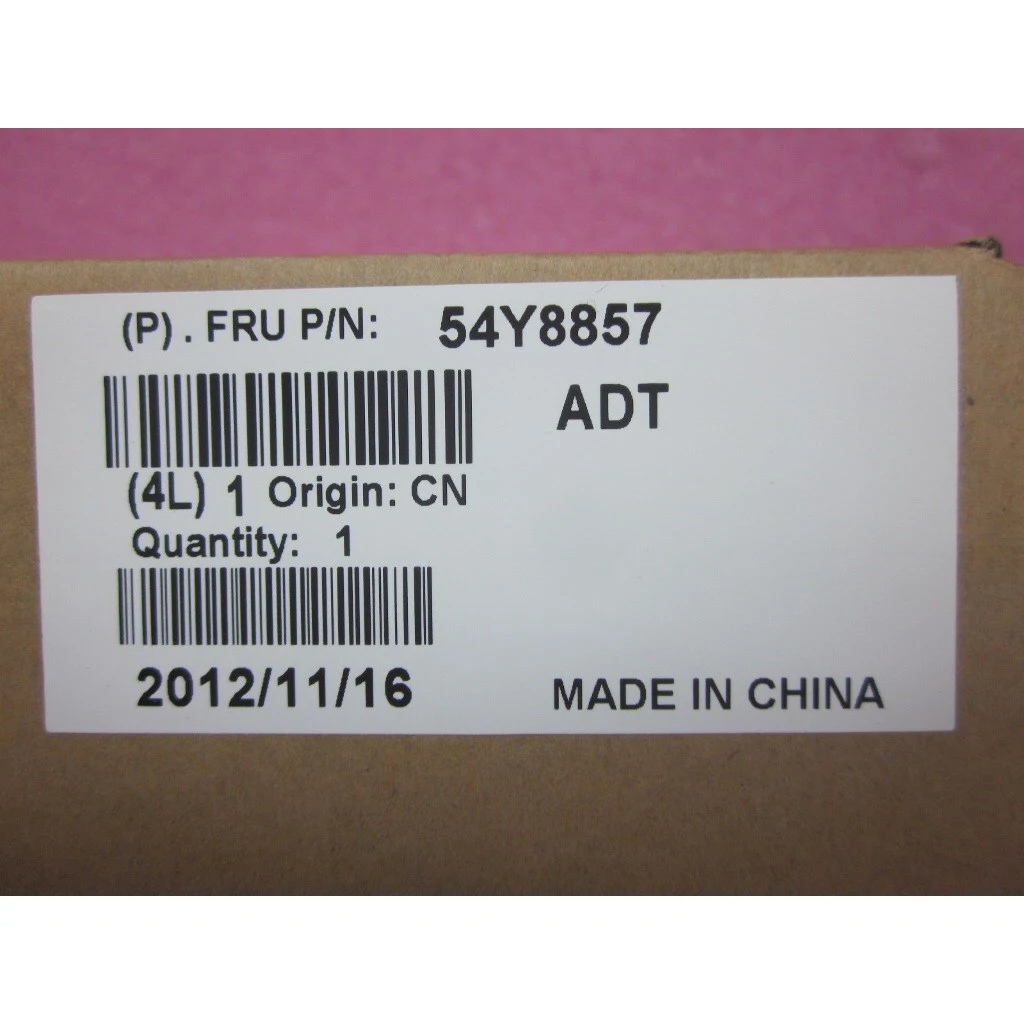 (P) . FRU P/N: 54Y8857
ADT
(4L) 1 Origin: CN
Quantity: 1
2012/11/16
MADE IN CHINA